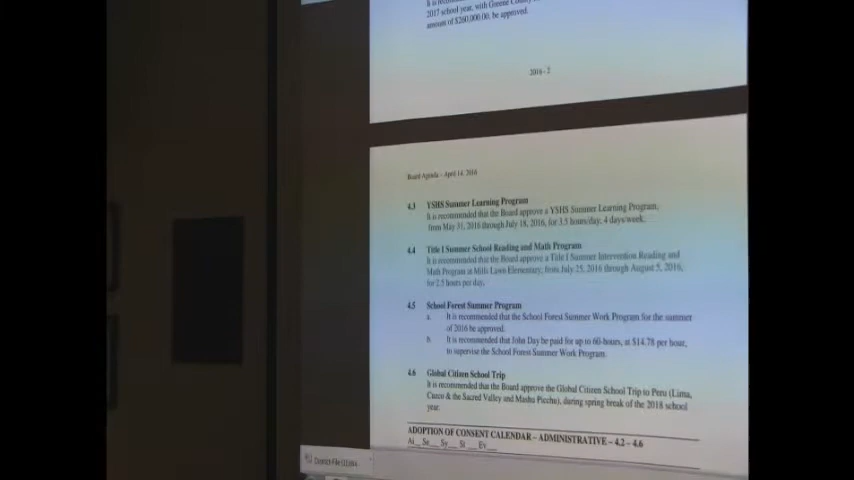 2017 school year, with Greene County
amount of $260,000.00, be approved.
2016 - 2
Board Agenda – April 14, 2016
4.3 YSHS Summer Learning Program
It is recommended that the Board approve a YSHS Summer Learning Program,
from May 31, 2016 through July 18, 2016, for 3.5 hours/day, 4 days/week.
4.4 Title I Summer School Reading and Math Program
It is recommended that the Board approve a Title I Summer Intervention Reading and
Math Program at Mills Lawn Elementary, from July 25, 2016 through August 5, 2016,
for 2.5 hours per day.
4.5 School Forest Summer Program
a. It is recommended that the School Forest Summer Work Program for the summer
of 2016 be approved.
b. It is recommended that John Day be paid for up to 60-hours, at $14.78 per hour,
to supervise the School Forest Summer Work Program.
4.6 Global Citizen School Trip
It is recommended that the Board approve the Global Citizen School Trip to Peru (Lima,
Cusco & the Sacred Valley and Machu Picchu), during spring break of the 2018 school
year.
ADOPTION OF CONSENT CALENDAR – ADMINISTRATIVE – 4.2 – 4.6
Ai__ Se__ Sy__ Si __ Ev__